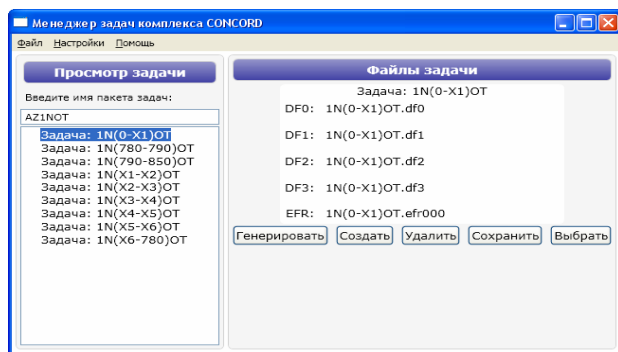 Менеджер задач комплекса CONCORD
Файл Настройки Помощь
Просмотр задачи
Введите имя пакета задач:
AZ1NOT
Задача: 1N(0-X1)OT
Задача: 1N(780-790)OT
Задача: 1N(790-850)OT
Задача: 1N(X1-X2)OT
Задача: 1N(X2-X3)OT
Задача: 1N(X3-X4)OT
Задача: 1N(X4-X5)OT
Задача: 1N(X5-X6)OT
Задача: 1N(X6-780)OT
Файлы задачи
Задача: 1N(0-X1)OT
DF0: 1N(0-X1)OT.df0
DF1: 1N(0-X1)OT.df1
DF2: 1N(0-X1)OT.df2
DF3: 1N(0-X1)OT.df3
EFR: 1N(0-X1)OT.efr000
Генерировать Создать Удалить Сохранить Выбрать